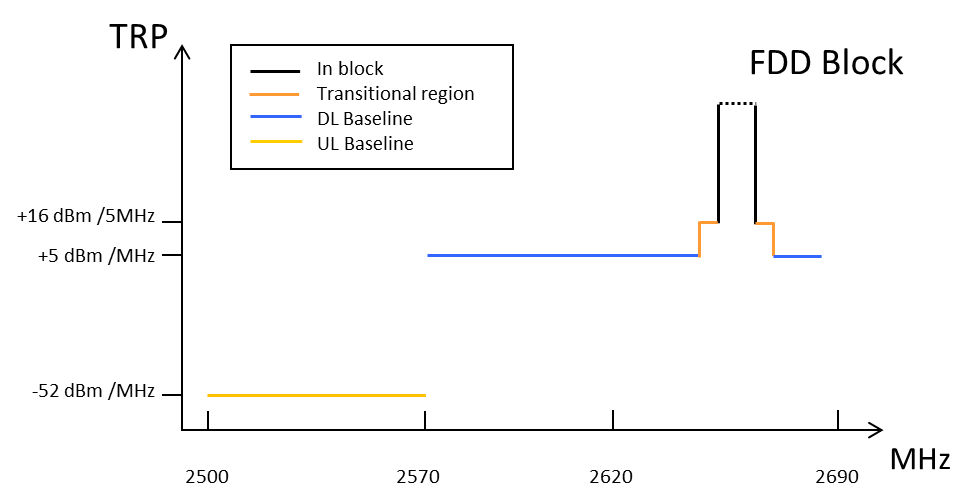 TRP
FDD Block
In block
Transitional region
DL Baseline
UL Baseline
+16 dBm /5MHz
+5 dBm /MHz
-52 dBm /MHz
MHz
2500
2570
2620
2690